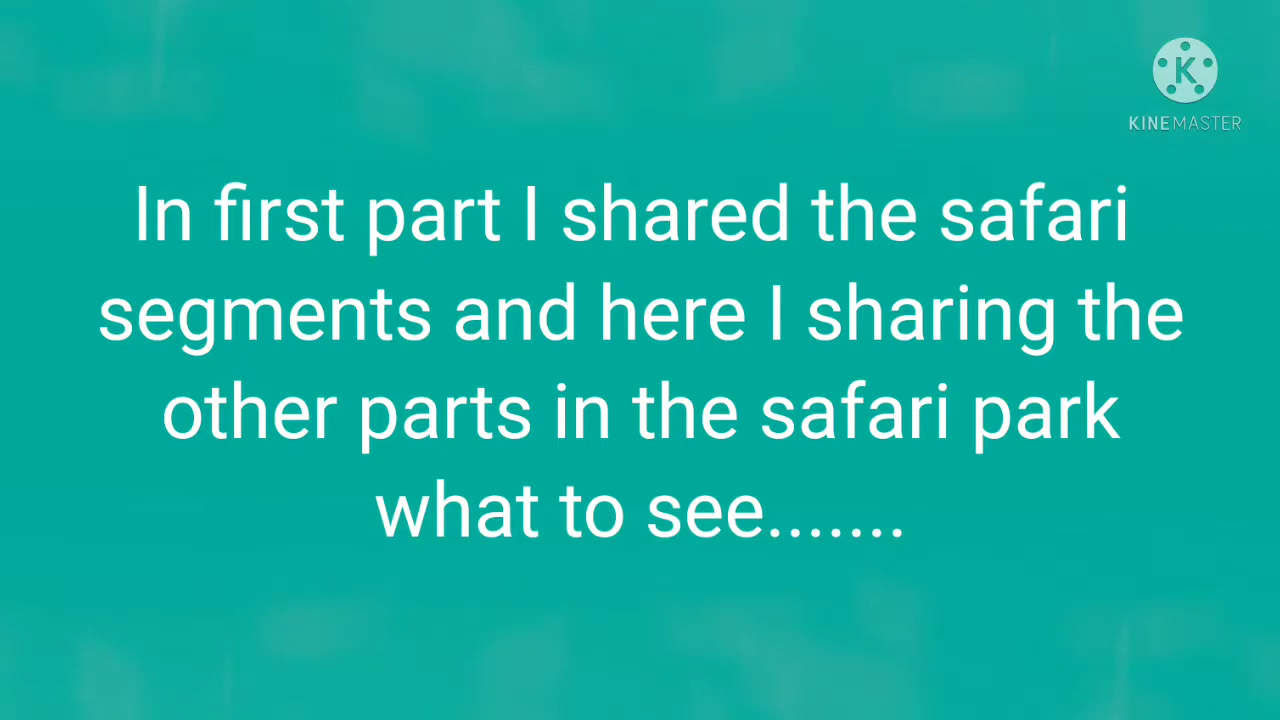 K
KINEMASTER
In first part I shared the safari
segments and here I sharing the
other parts in the safari park
what to see.......